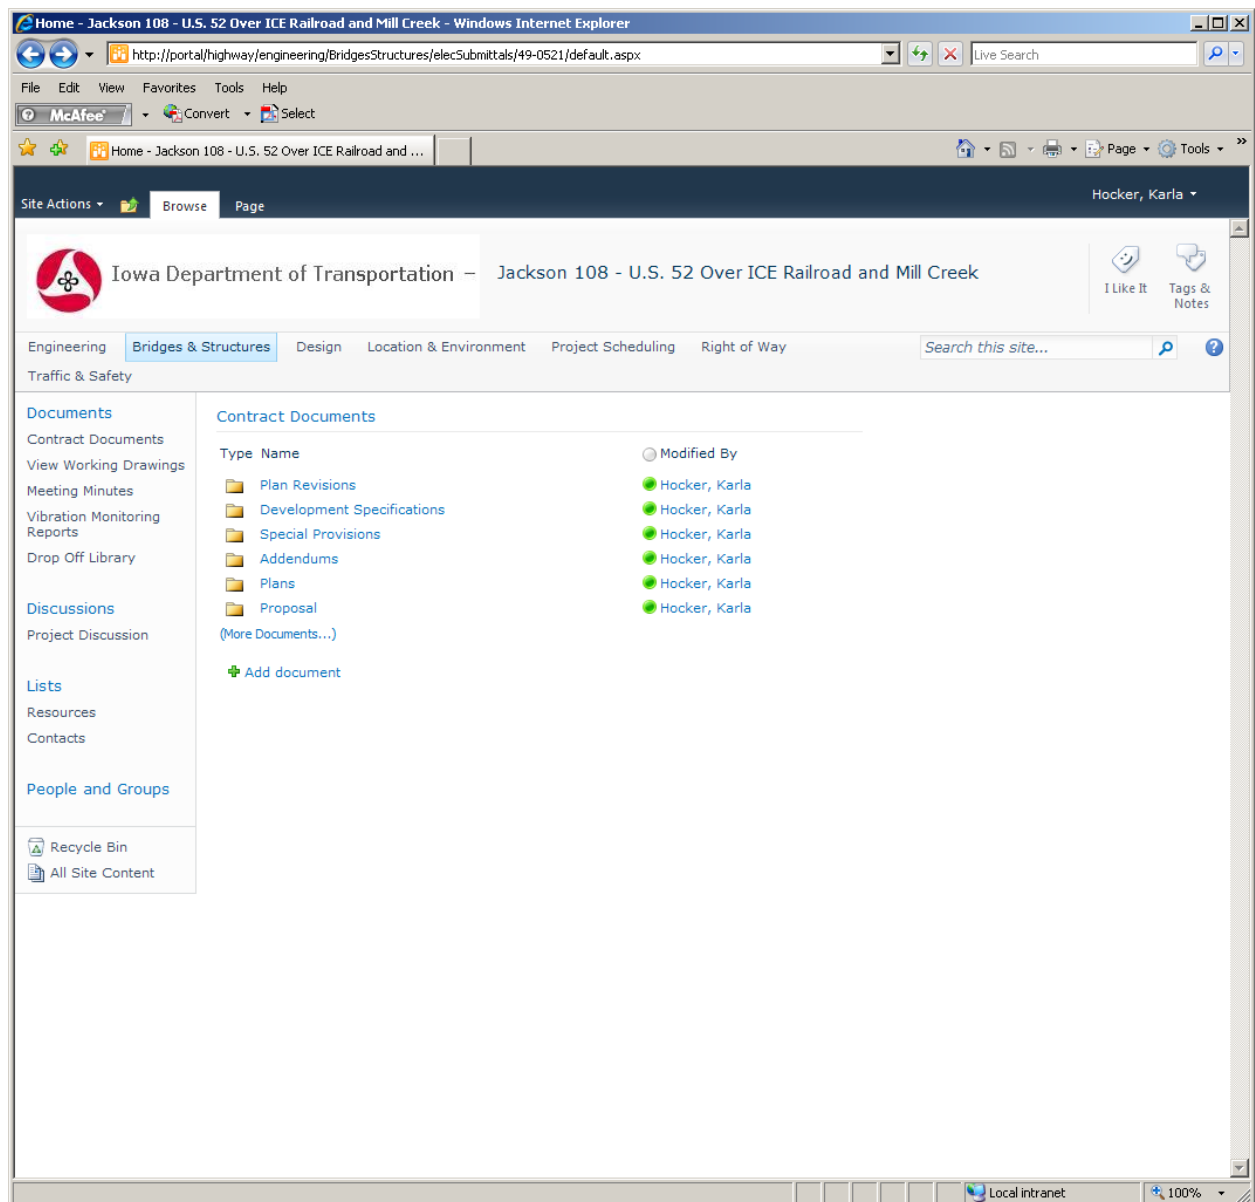 Home - Jackson 108 - U.S. 52 Over ICE Railroad and Mill Creek - Windows Internet Explorer
http://portal/highway/engineering/BridgesStructures/elecSubmittals/49-0521/default.aspx
Live Search
File Edit View Favorites Tools Help
McAfee Convert Select
Home - Jackson 108 - U.S. 52 Over ICE Railroad and ...
Page Tools
Site Actions Browse Page Hocker, Karla
Iowa Department of Transportation – Jackson 108 - U.S. 52 Over ICE Railroad and Mill Creek
I Like It
Tags & Notes
Engineering Bridges & Structures Design Location & Environment Project Scheduling Right of Way Search this site...
Traffic & Safety
Documents
Contract Documents
View Working Drawings
Meeting Minutes
Vibration Monitoring
Reports
Drop Off Library
Discussions
Project Discussion
Lists
Resources
Contacts
People and Groups
Recycle Bin
All Site Content
Contract Documents
Type Name Modified By
Plan Revisions Hocker, Karla
Development Specifications Hocker, Karla
Special Provisions Hocker, Karla
Addendums Hocker, Karla
Plans Hocker, Karla
Proposal Hocker, Karla
(More Documents...)
Add document
Local intranet 100%